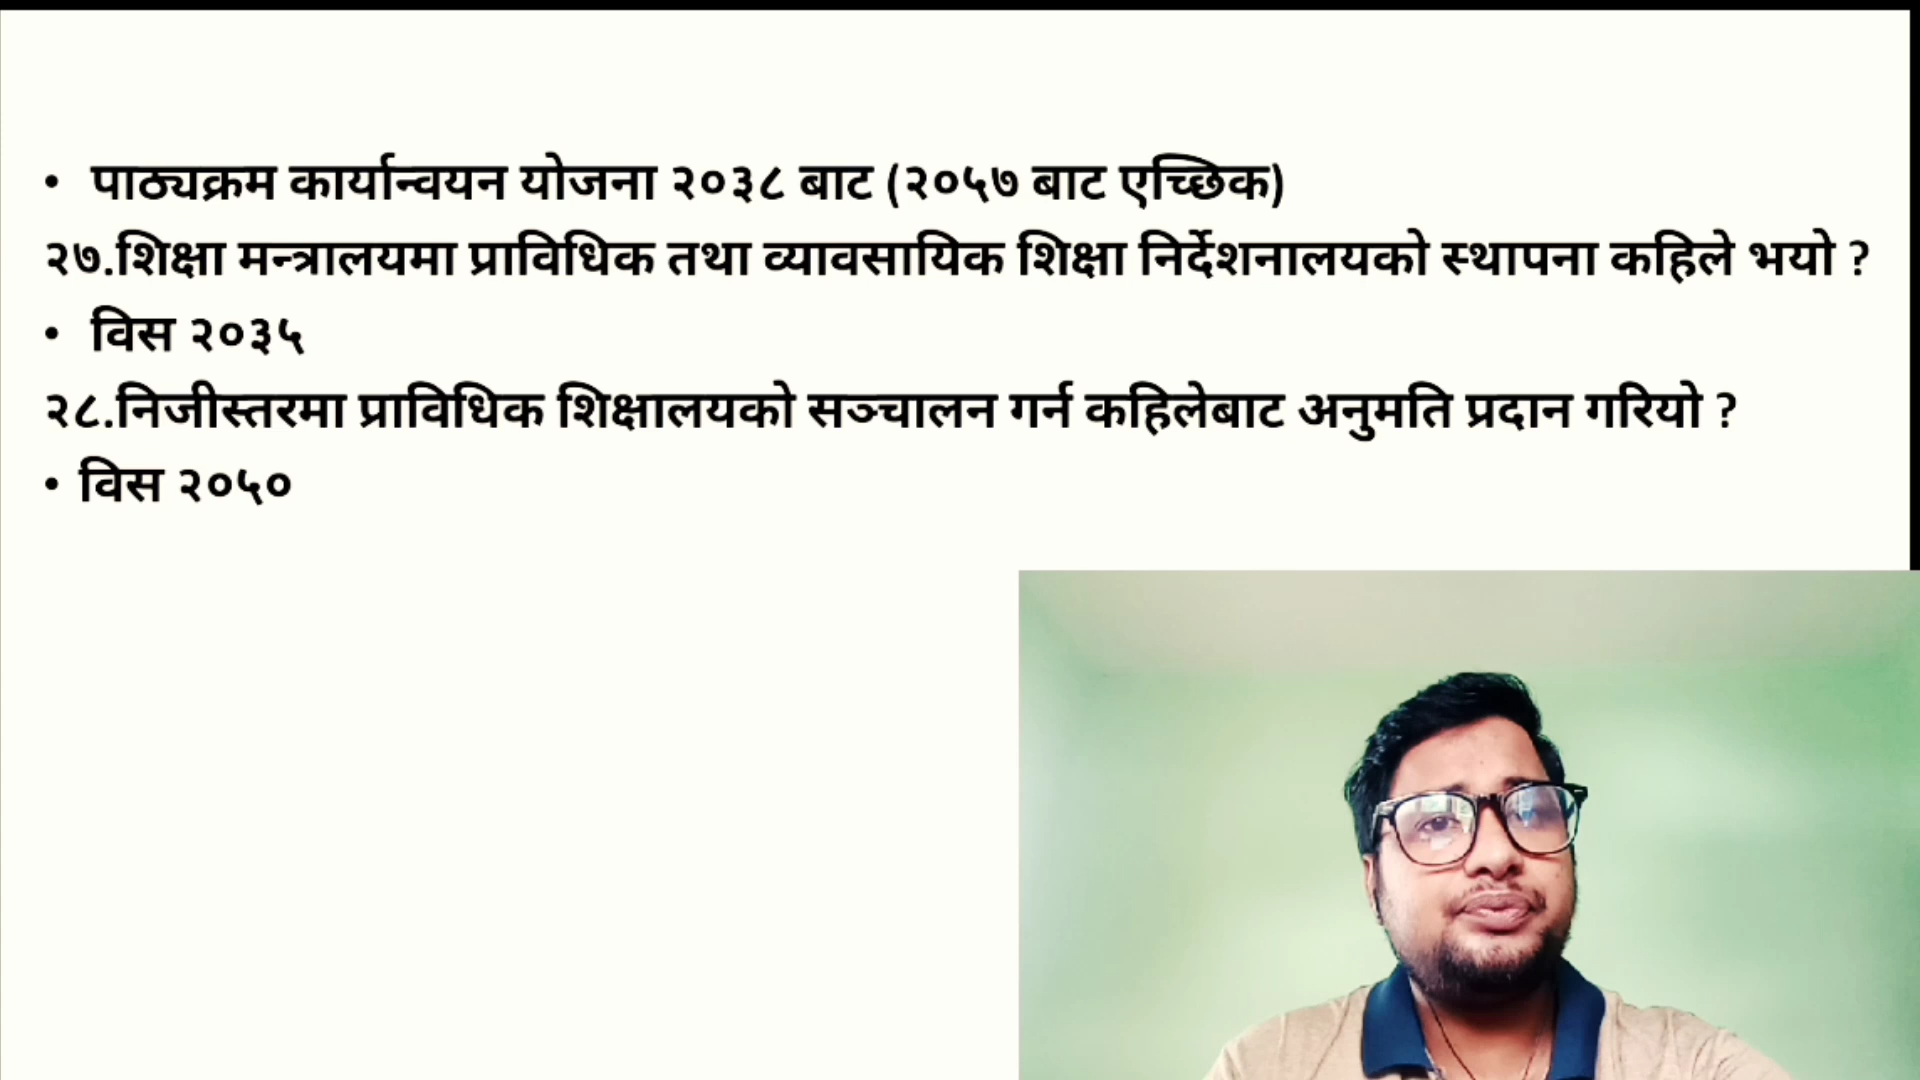 • पाठ्यक्रम कार्यान्वयन योजना २०३८ बाट (२०५७ बाट एच्छिक)
२७.शिक्षा मन्त्रालयमा प्राविधिक तथा व्यावसायिक शिक्षा निर्देशनालयको स्थापना कहिले भयो ?
• विस २०३५
२८.निजीस्तरमा प्राविधिक शिक्षालयको सञ्चालन गर्न कहिलेबाट अनुमति प्रदान गरियो ?
• विस २०५०